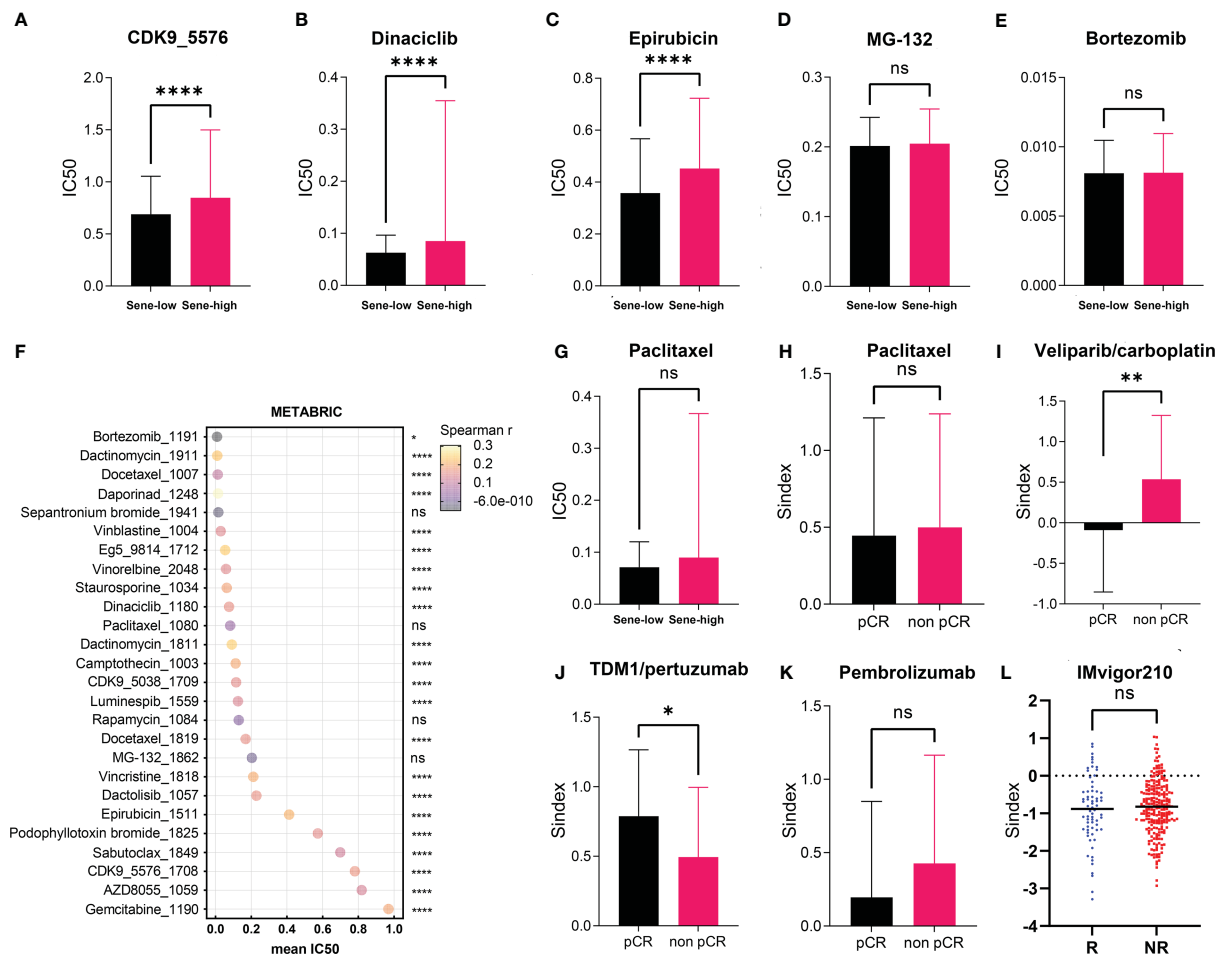 A
CDK9_5576
****
IC50
2.0
1.5
1.0
0.5
0.0
Sene-low Sene-high
B
Dinaciclib
****
IC50
0.4
0.3
0.2
0.1
0.0
Sene-low Sene-high
C
Epirubicin
****
IC50
0.8
0.6
0.4
0.2
0.0
Sene-low Sene-high
D
MG-132
ns
IC50
0.3
0.2
0.1
0.0
Sene-low Sene-high
E
Bortezomib
ns
IC50
0.015
0.010
0.005
0.000
Sene-low Sene-high
F
METABRIC
Bortezomib_1191 *
Dactinomycin_1911 ****
Docetaxel_1007 ****
Daporinad_1248 ****
Sepantronium bromide_1941 ns
Vinblastine_1004 ****
Eg5_9814_1712 ****
Vinorelbine_2048 ****
Staurosporine_1034 ****
Dinaciclib_1180 ****
Paclitaxel_1080 ns
Dactinomycin_1811 ****
Camptothecin_1003 ****
CDK9_5038_1709 ****
Luminespib_1559 ****
Rapamycin_1084 ns
Docetaxel_1819 ****
MG-132_1862 ns
Vincristine_1818 ****
Dactolisib_1057 ****
Epirubicin_1511 ****
Podophyllotoxin bromide_1825 ****
Sabutoclax_1849 ****
CDK9_5576_1708 ****
AZD8055_1059 ****
Gemcitabine_1190 ****
0.0 0.2 0.4 0.6 0.8 1.0
mean IC50
Spearman r
0.3
0.2
0.1
-6.0e-010
G
Paclitaxel
ns
IC50
0.4
0.3
0.2
0.1
0.0
Sene-low Sene-high
H
Paclitaxel
ns
Sindex
1.5
1.0
0.5
0.0
pCR non pCR
I
Veliparib/carboplatin
**
Sindex
1.5
1.0
0.5
0.0
-0.5
-1.0
pCR non pCR
J
TDM1/pertuzumab
*
Sindex
1.5
1.0
0.5
0.0
pCR non pCR
K
Pembrolizumab
ns
Sindex
1.5
1.0
0.5
0.0
pCR non pCR
L
IMvigor210
ns
Sindex
2
1
0
-1
-2
-3
-4
R NR